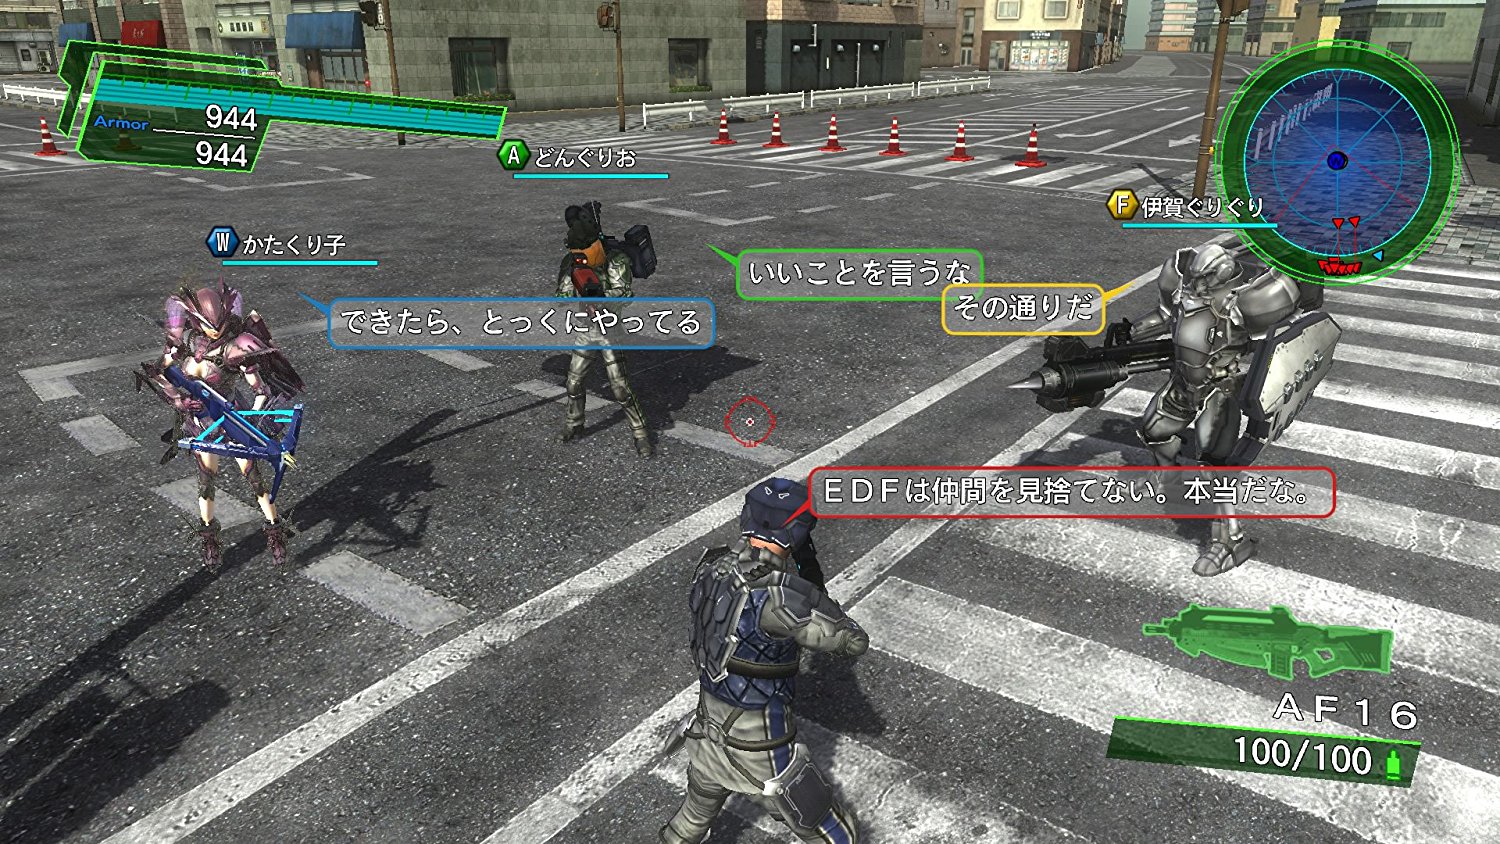 Armor 944
944
A どんぐりお
F 伊賀ぐりぐり
W かたくり子
いいことを言うな
その通りだ
できたら、とっくにやってる
EDFは仲間を見捨てない。本当だな。
AF16
100/100